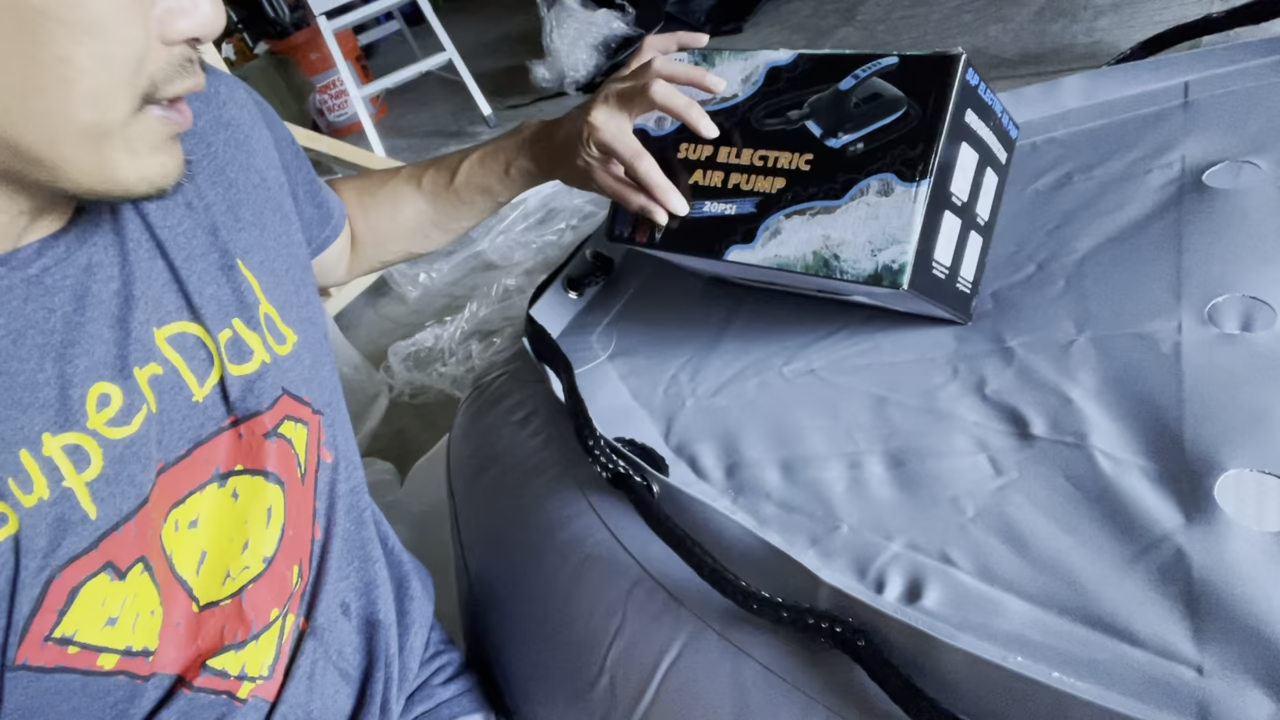 SuperDad
SUP ELECTRIC
AIR PUMP
20PSI
SUP ELECTRIC AIR PUMP